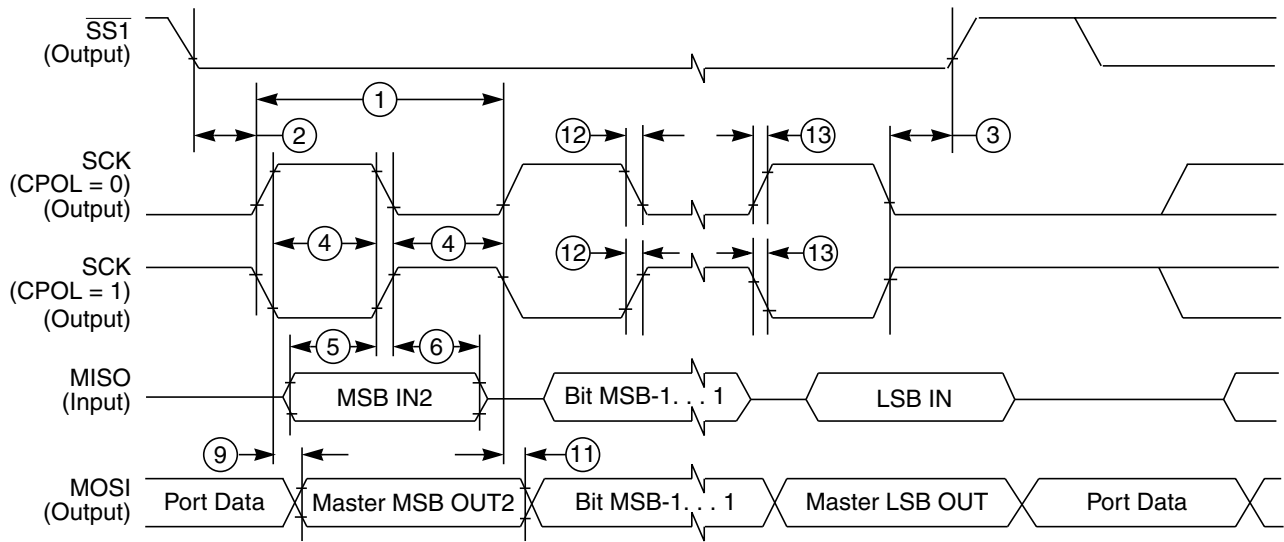 SS1
(Output)
1
2
12
13
3
SCK
(CPOL = 0)
(Output)
4
4
12
13
SCK
(CPOL = 1)
(Output)
5
6
MISO
(Input)
MSB IN2
Bit MSB-1. . . 1
LSB IN
9
11
MOSI
(Output)
Port Data
Master MSB OUT2
Bit MSB-1. . . 1
Master LSB OUT
Port Data